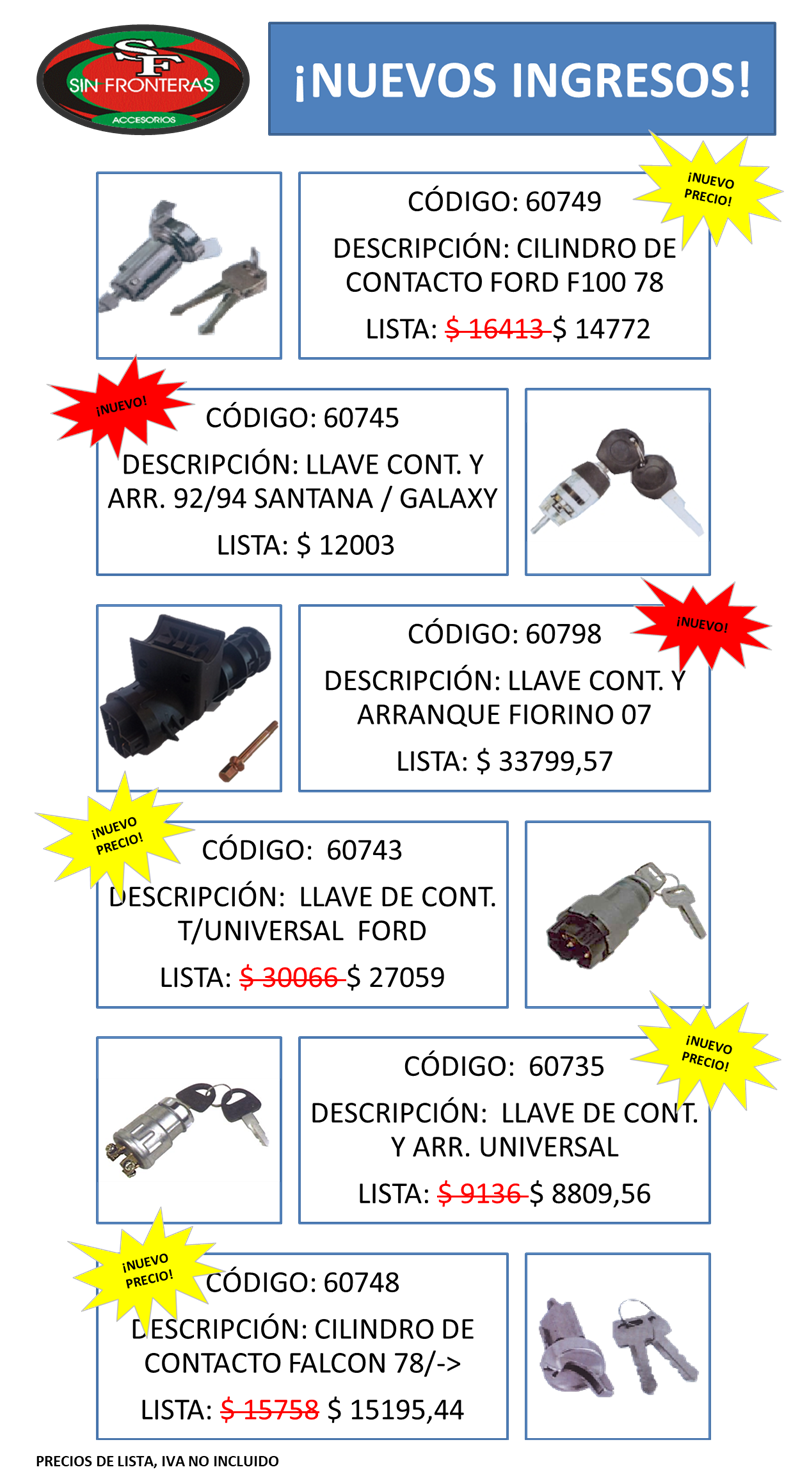 SF
SIN FRONTERAS
ACCESORIOS
¡NUEVOS INGRESOS!
¡NUEVO
PRECIO!
CÓDIGO: 60749
DESCRIPCIÓN: CILINDRO DE
CONTACTO FORD F100 78
LISTA: $ 16413 $ 14772
¡NUEVO!
CÓDIGO: 60745
DESCRIPCIÓN: LLAVE CONT. Y
ARR. 92/94 SANTANA / GALAXY
LISTA: $ 12003
¡NUEVO!
CÓDIGO: 60798
DESCRIPCIÓN: LLAVE CONT. Y
ARRANQUE FIORINO 07
LISTA: $ 33799,57
¡NUEVO
PRECIO!
CÓDIGO: 60743
DESCRIPCIÓN: LLAVE DE CONT.
T/UNIVERSAL FORD
LISTA: $ 30066 $ 27059
¡NUEVO
PRECIO!
CÓDIGO: 60735
DESCRIPCIÓN: LLAVE DE CONT.
Y ARR. UNIVERSAL
LISTA: $ 9136 $ 8809,56
¡NUEVO
PRECIO!
CÓDIGO: 60748
DESCRIPCIÓN: CILINDRO DE
CONTACTO FALCON 78/->
LISTA: $ 15758 $ 15195,44
PRECIOS DE LISTA, IVA NO INCLUIDO